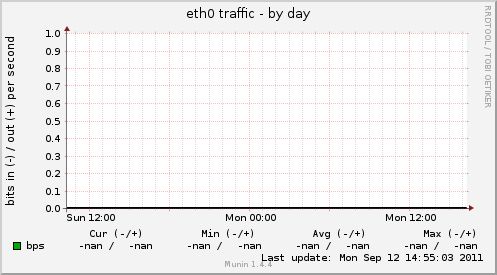 eth0 traffic - by day
RRDTOOL / TOBI OETIKER
bits in (-) / out (+) per second
1.0
0.9
0.8
0.7
0.6
0.5
0.4
0.3
0.2
0.1
0.0
Sun 12:00 Mon 00:00 Mon 12:00
Cur (-/+) Min (-/+) Avg (-/+) Max (-/+)
bps -nan / -nan -nan / -nan -nan / -nan -nan / -nan
Last update: Mon Sep 12 14:55:03 2011
Munin 1.4.4